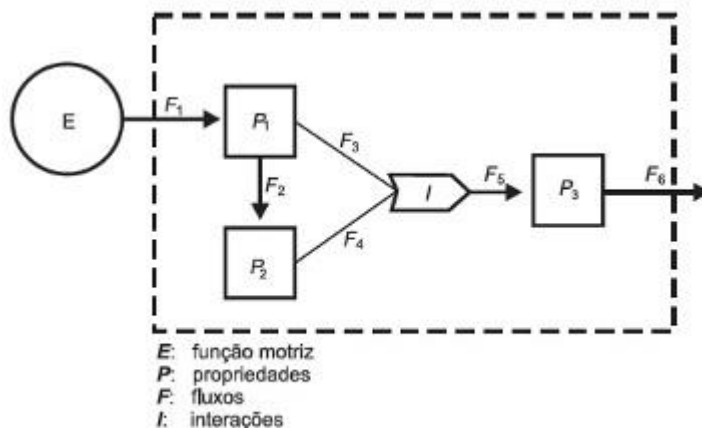 E
F1
P1
F3
F2
I
F5
P3
F6
F4
P2
E: função motriz
P: propriedades
F: fluxos
I: interações